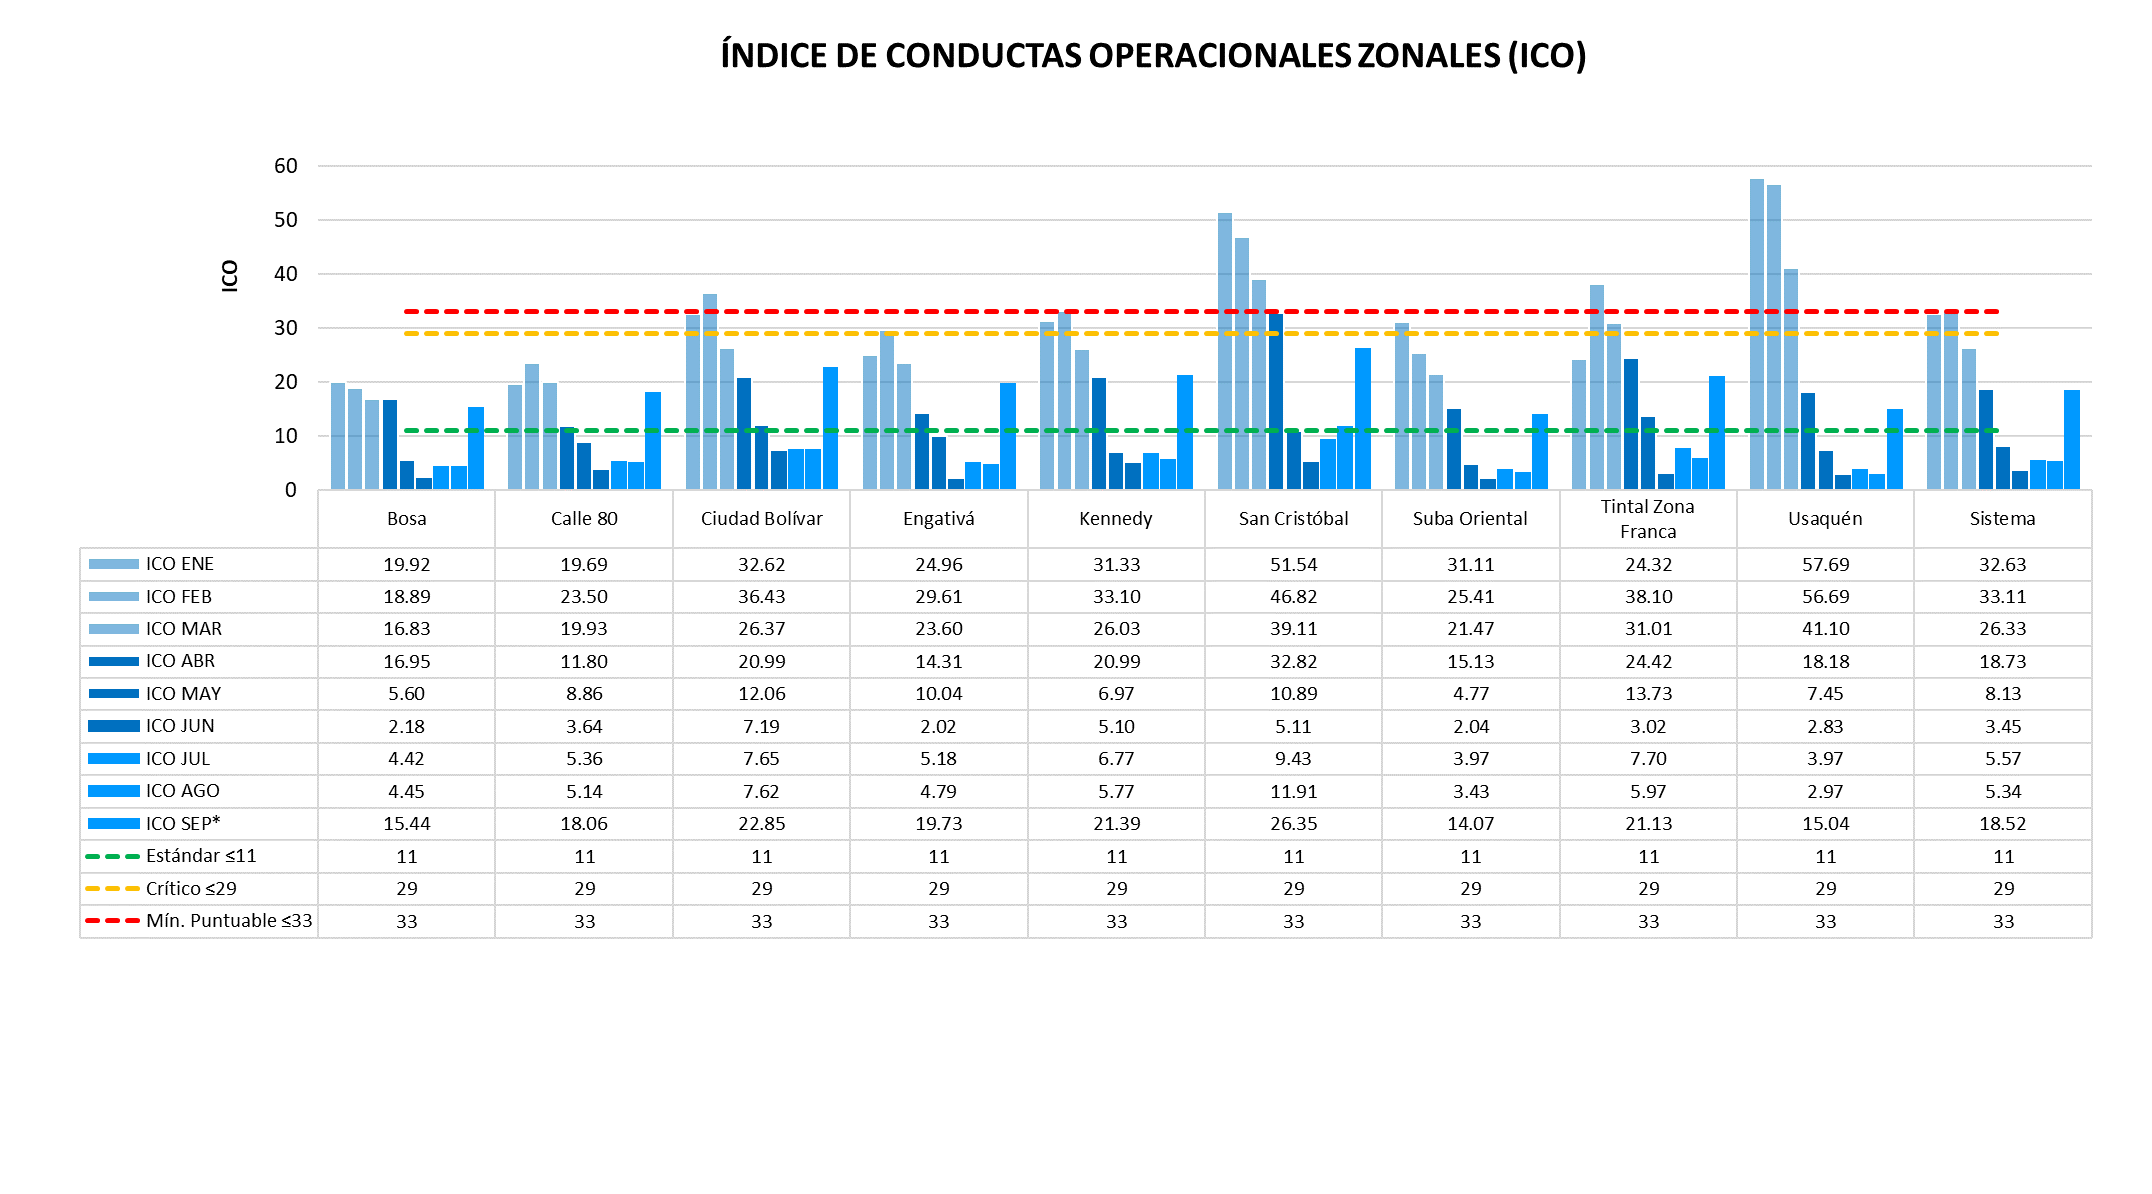 ÍNDICE DE CONDUCTAS OPERACIONALES ZONALES (ICO)
60
50
40
30
20
10
0
ICO
Bosa Calle 80 Ciudad Bolívar Engativá Kennedy San Cristóbal Suba Oriental Tintal Zona Franca Usaquén Sistema
ICO ENE 19.92 19.69 32.62 24.96 31.33 51.54 31.11 24.32 57.69 32.63
ICO FEB 18.89 23.50 36.43 29.61 33.10 46.82 25.41 38.10 56.69 33.11
ICO MAR 16.83 19.93 26.37 23.60 26.03 39.11 21.47 31.01 41.10 26.33
ICO ABR 16.95 11.80 20.99 14.31 20.99 32.82 15.13 24.42 18.18 18.73
ICO MAY 5.60 8.86 12.06 10.04 6.97 10.89 4.77 13.73 7.45 8.13
ICO JUN 2.18 3.64 7.19 2.02 5.10 5.11 2.04 3.02 2.83 3.45
ICO JUL 4.42 5.36 7.65 5.18 6.77 9.43 3.97 7.70 3.97 5.57
ICO AGO 4.45 5.14 7.62 4.79 5.77 11.91 3.43 5.97 2.97 5.34
ICO SEP* 15.44 18.06 22.85 19.73 21.39 26.35 14.07 21.13 15.04 18.52
Estándar ≤11 11 11 11 11 11 11 11 11 11 11
Crítico ≤29 29 29 29 29 29 29 29 29 29 29
Mín. Puntuable ≤33 33 33 33 33 33 33 33 33 33 33